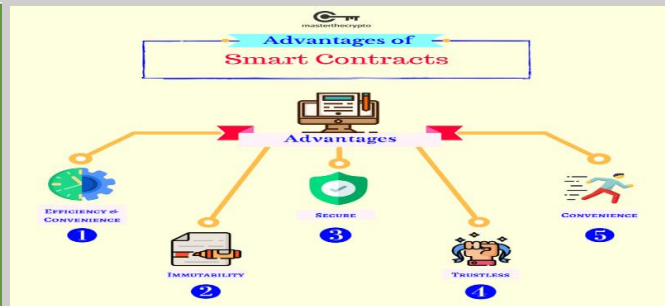 masterthecrypto
Advantages of
Smart Contracts
Advantages
EFFICIENCY &
CONVENIENCE
1
IMMUTABILITY
2
SECURE
3
TRUSTLESS
4
CONVENIENCE
5